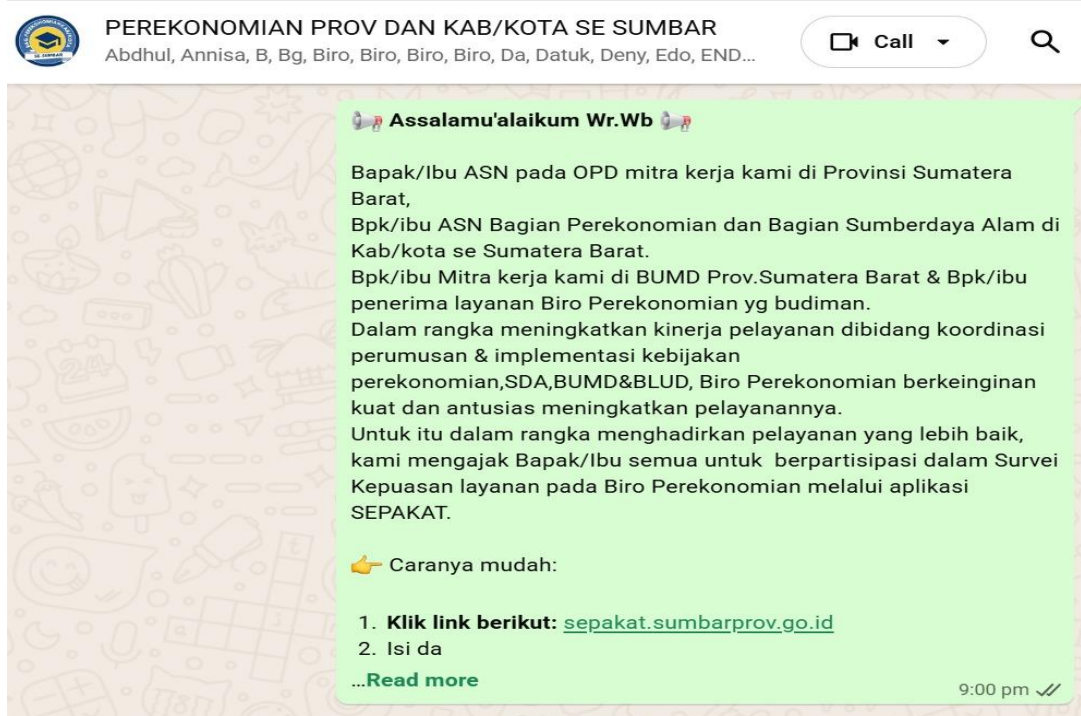 PEREKONOMIAN PROV DAN KAB/KOTA SE SUMBAR
Abdhul, Annisa, B, Bg, Biro, Biro, Biro, Biro, Da, Datuk, Deny, Edo, END...
Call
Assalamu'alaikum Wr.Wb
Bapak/Ibu ASN pada OPD mitra kerja kami di Provinsi Sumatera
Barat,
Bpk/ibu ASN Bagian Perekonomian dan Bagian Sumberdaya Alam di
Kab/kota se Sumatera Barat.
Bpk/ibu Mitra kerja kami di BUMD Prov.Sumatera Barat & Bpk/ibu
penerima layanan Biro Perekonomian yg budiman.
Dalam rangka meningkatkan kinerja pelayanan dibidang koordinasi
perumusan & implementasi kebijakan
perekonomian,SDA,BUMD&BLUD, Biro Perekonomian berkeinginan
kuat dan antusias meningkatkan pelayanannya.
Untuk itu dalam rangka menghadirkan pelayanan yang lebih baik,
kami mengajak Bapak/Ibu semua untuk  berpartisipasi dalam Survei
Kepuasan layanan pada Biro Perekonomian melalui aplikasi
SEPAKAT.
👉 Caranya mudah:
1. Klik link berikut: sepakat.sumbarprov.go.id
2. Isi da
...Read more
9:00 pm